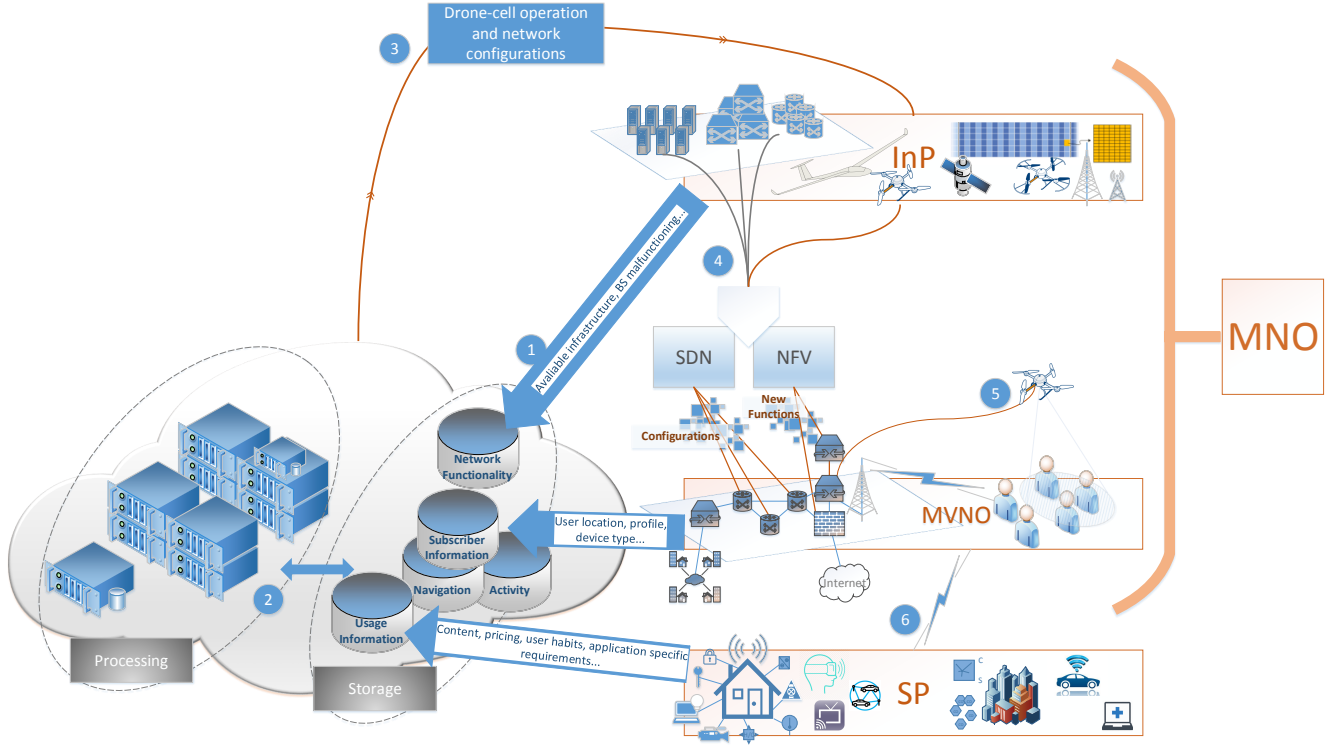 Drone-cell operation
and network
configurations
3
InP
4
1
Avaliable infrastructure, BS malfunctioning...
SDN
NFV
MNO
New
Functions
Configurations
5
Network
Functionality
MVNO
User location, profile,
device type...
Subscriber
Information
Navigation
Activity
Internet
2
Usage
Information
Content, pricing, user habits, application specific
requirements...
6
Processing
Storage
SP
C
S